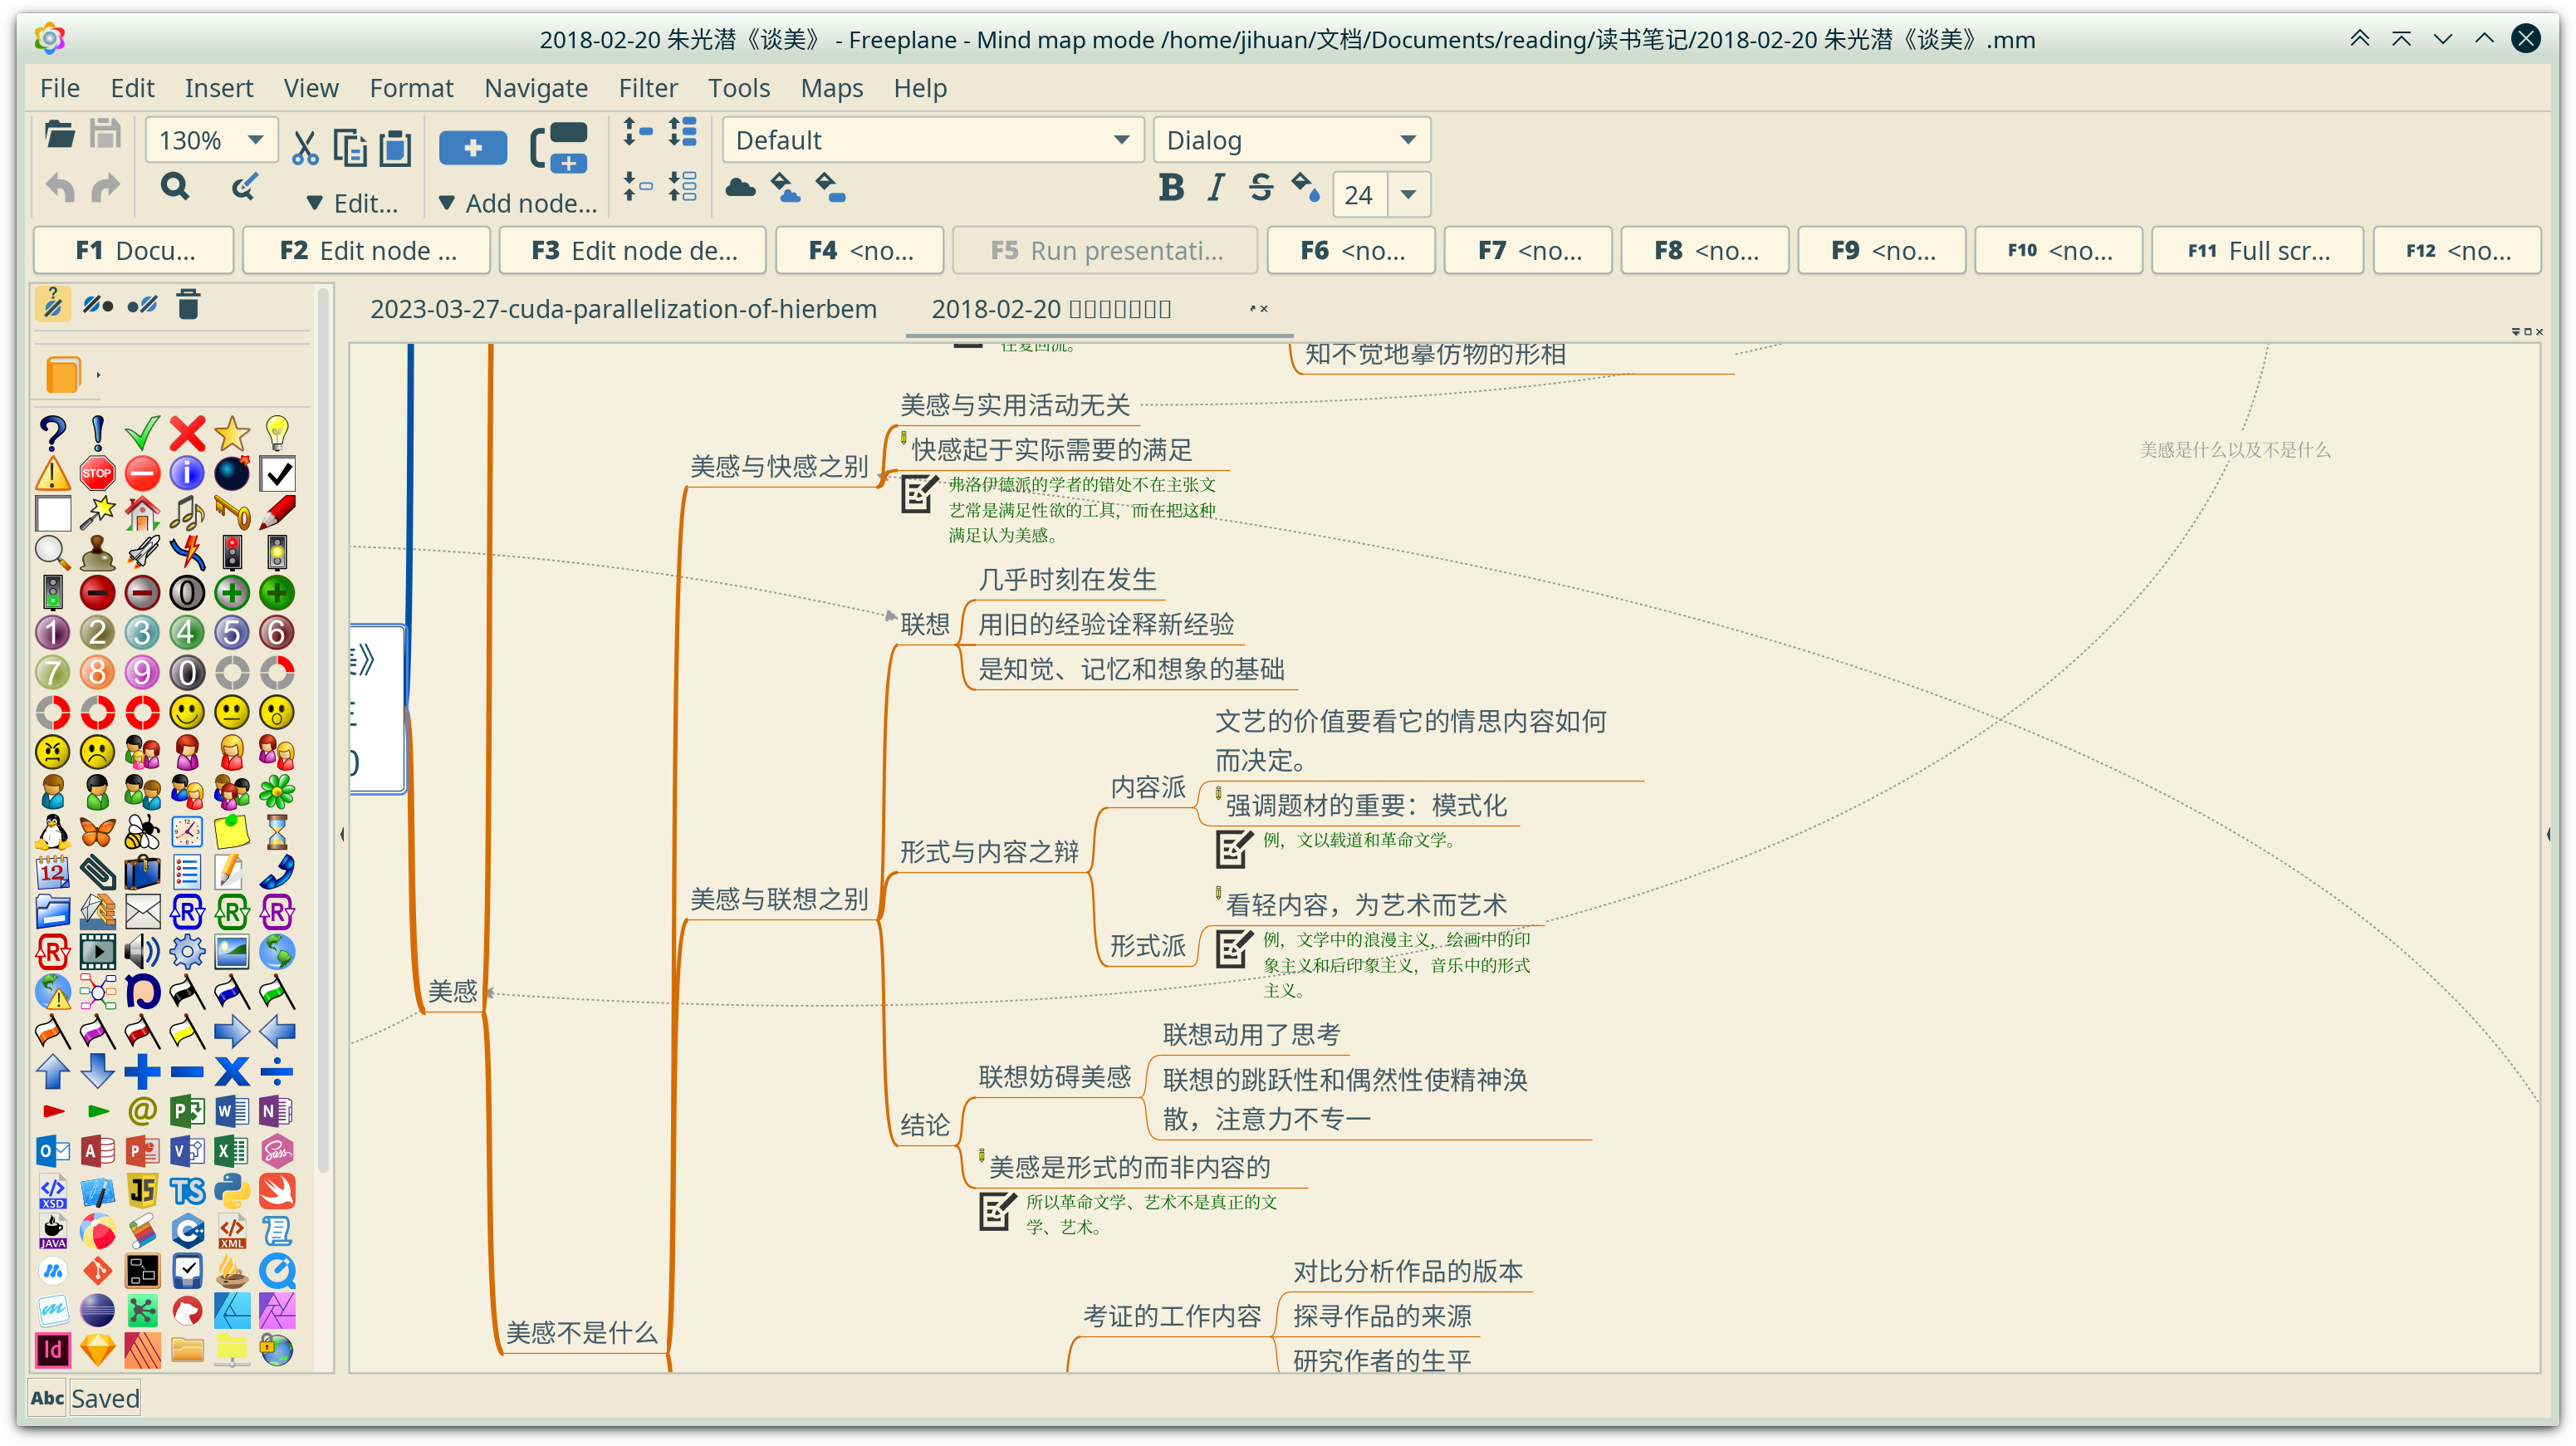 2018-02-20 朱光潜《谈美》 - Freeplane - Mind map mode /home/jihuan/文档/Documents/reading/读书笔记/2018-02-20 朱光潜《谈美》.mm
File Edit Insert View Format Navigate Filter Tools Maps Help
130% Default Dialog
Edit... Add node... 24
F1 Docu... F2 Edit node ... F3 Edit node de... F4 <no... F5 Run presentati... F6 <no... F7 <no... F8 <no... F9 <no... F10 <no... F11 Full scr... F12 <no...
2023-03-27-cuda-parallelization-of-hierbem 2018-02-20
往复回流。
知不觉地摹仿物的形相
美感与实用活动无关
美感是什么以及不是什么
快感起于实际需要的满足
美感与快感之别
弗洛伊德派的学者的错处不在主张文
艺常是满足性欲的工具，而在把这种
满足认为美感。
几乎时刻在发生
联想
用旧的经验诠释新经验
是知觉、记忆和想象的基础
文艺的价值要看它的情思内容如何
而决定。
内容派
强调题材的重要：模式化
例，文以载道和革命文学。
形式与内容之辩
美感与联想之别
看轻内容，为艺术而艺术
形式派
例，文学中的浪漫主义，绘画中的印
象主义和后印象主义，音乐中的形式
主义。
美感
联想动用了思考
联想妨碍美感
联想的跳跃性和偶然性使精神涣
散，注意力不专一
结论
美感是形式的而非内容的
所以革命文学、艺术不是真正的文
学、艺术。
对比分析作品的版本
考证的工作内容
探寻作品的来源
美感不是什么
研究作者的生平
Abc Saved